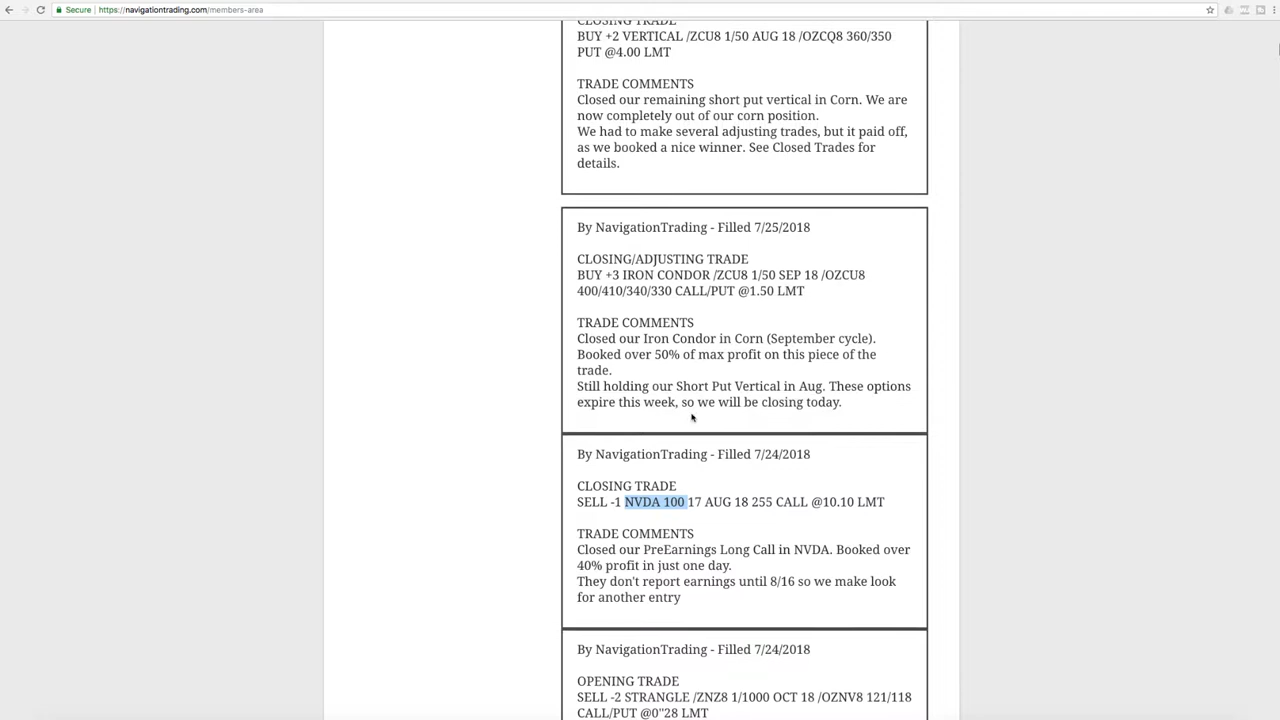 Secure
https://navigationtrading.com/members-area
CLOSING TRADE
BUY +2 VERTICAL /ZCU8 1/50 AUG 18 /OZCQ8 360/350
PUT @4.00 LMT
TRADE COMMENTS
Closed our remaining short put vertical in Corn. We are
now completely out of our corn position.
We had to make several adjusting trades, but it paid off,
as we booked a nice winner. See Closed Trades for
details.
By NavigationTrading - Filled 7/25/2018
CLOSING/ADJUSTING TRADE
BUY +3 IRON CONDOR /ZCU8 1/50 SEP 18 /OZCU8
400/410/340/330 CALL/PUT @1.50 LMT
TRADE COMMENTS
Closed our Iron Condor in Corn (September cycle).
Booked over 50% of max profit on this piece of the
trade.
Still holding our Short Put Vertical in Aug. These options
expire this week, so we will be closing today.
By NavigationTrading - Filled 7/24/2018
CLOSING TRADE
SELL -1 NVDA 100 17 AUG 18 255 CALL @10.10 LMT
TRADE COMMENTS
Closed our PreEarnings Long Call in NVDA. Booked over
40% profit in just one day.
They don't report earnings until 8/16 so we make look
for another entry
By NavigationTrading - Filled 7/24/2018
OPENING TRADE
SELL -2 STRANGLE /ZNZ8 1/1000 OCT 18 /OZNV8 121/118
CALL/PUT @0"28 LMT